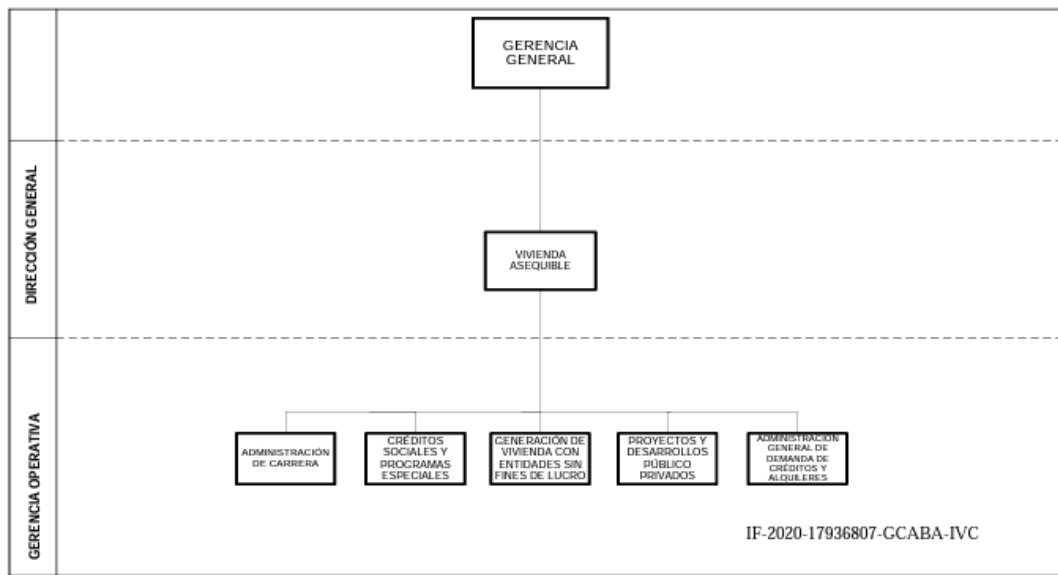 GERENCIA
GENERAL
DIRECCIÓN GENERAL
VIVIENDA
ASEQUIBLE
GERENCIA OPERATIVA
ADMINISTRACIÓN
DE CARRERA
CRÉDITOS
SOCIALES Y
PROGRAMAS
ESPECIALES
GENERACIÓN DE
VIVIENDA CON
ENTIDADES SIN
FINES DE LUCRO
PROYECTOS Y
DESARROLLOS
PÚBLICO
PRIVADOS
ADMINISTRACIÓN
GENERAL DE
DEMANDA DE
CRÉDITOS Y
ALQUILERES
IF-2020-17936807-GCABA-IVC